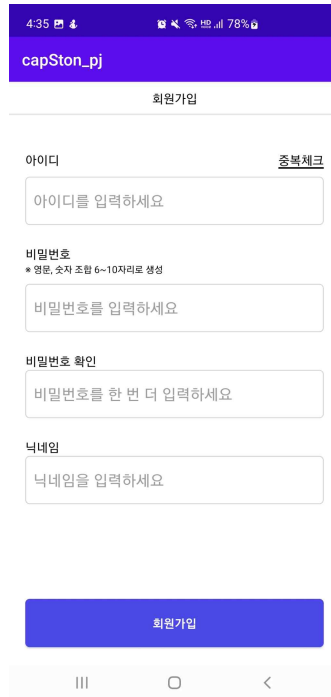 4:35 78%
capSton_pj
회원가입
아이디 중복체크
아이디를 입력하세요
비밀번호
* 영문, 숫자 조합 6~10자리로 생성
비밀번호를 입력하세요
비밀번호 확인
비밀번호를 한 번 더 입력하세요
닉네임
닉네임을 입력하세요
회원가입